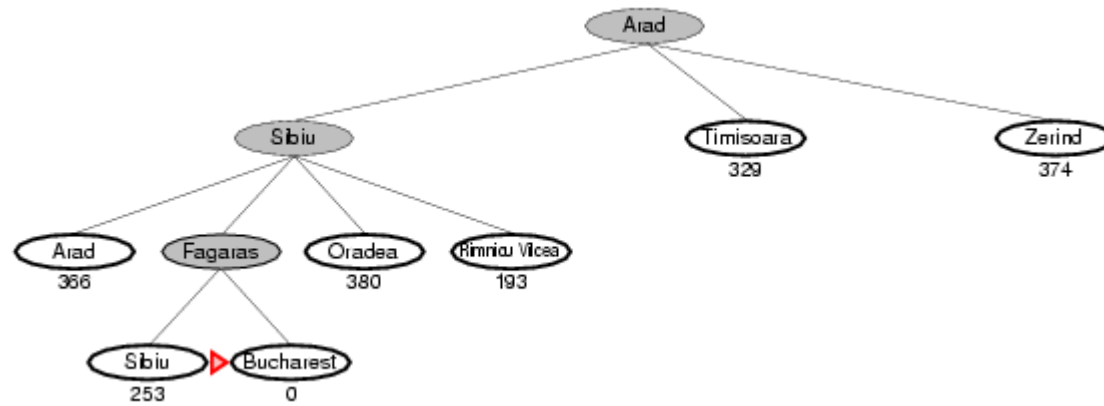 Arad
Sibiu
Timisoara
Zerind
329
374
Arad
Fagaras
Oradea
Rimnicu Vilcea
366
380
193
Sibiu
Bucharest
253
0